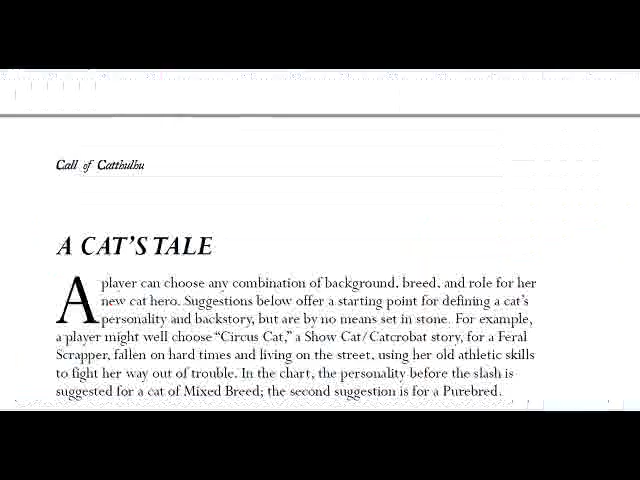 Call of Catthulhu
A CAT'S TALE
A player can choose any combination of background, breed, and role for her
new cat hero. Suggestions below offer a starting point for defining a cat's
personality and backstory, but are by no means set in stone. For example,
a player might well choose “Circus Cat,” a Show Cat/Catcrobat story, for a Feral
Scrapper, fallen on hard times and living on the street, using her old athletic skills
to fight her way out of trouble. In the chart, the personality before the slash is
suggested for a cat of Mixed Breed; the second suggestion is for a Purebred.